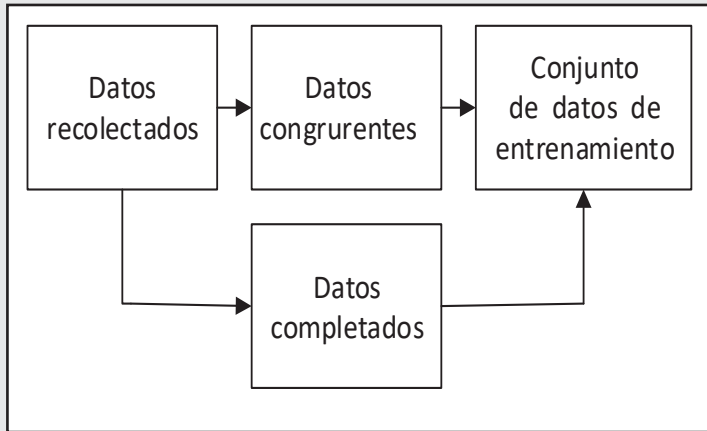 Datos
recolectados
Datos
congrurentes
Conjunto
de datos de
entrenamiento
Datos
completados